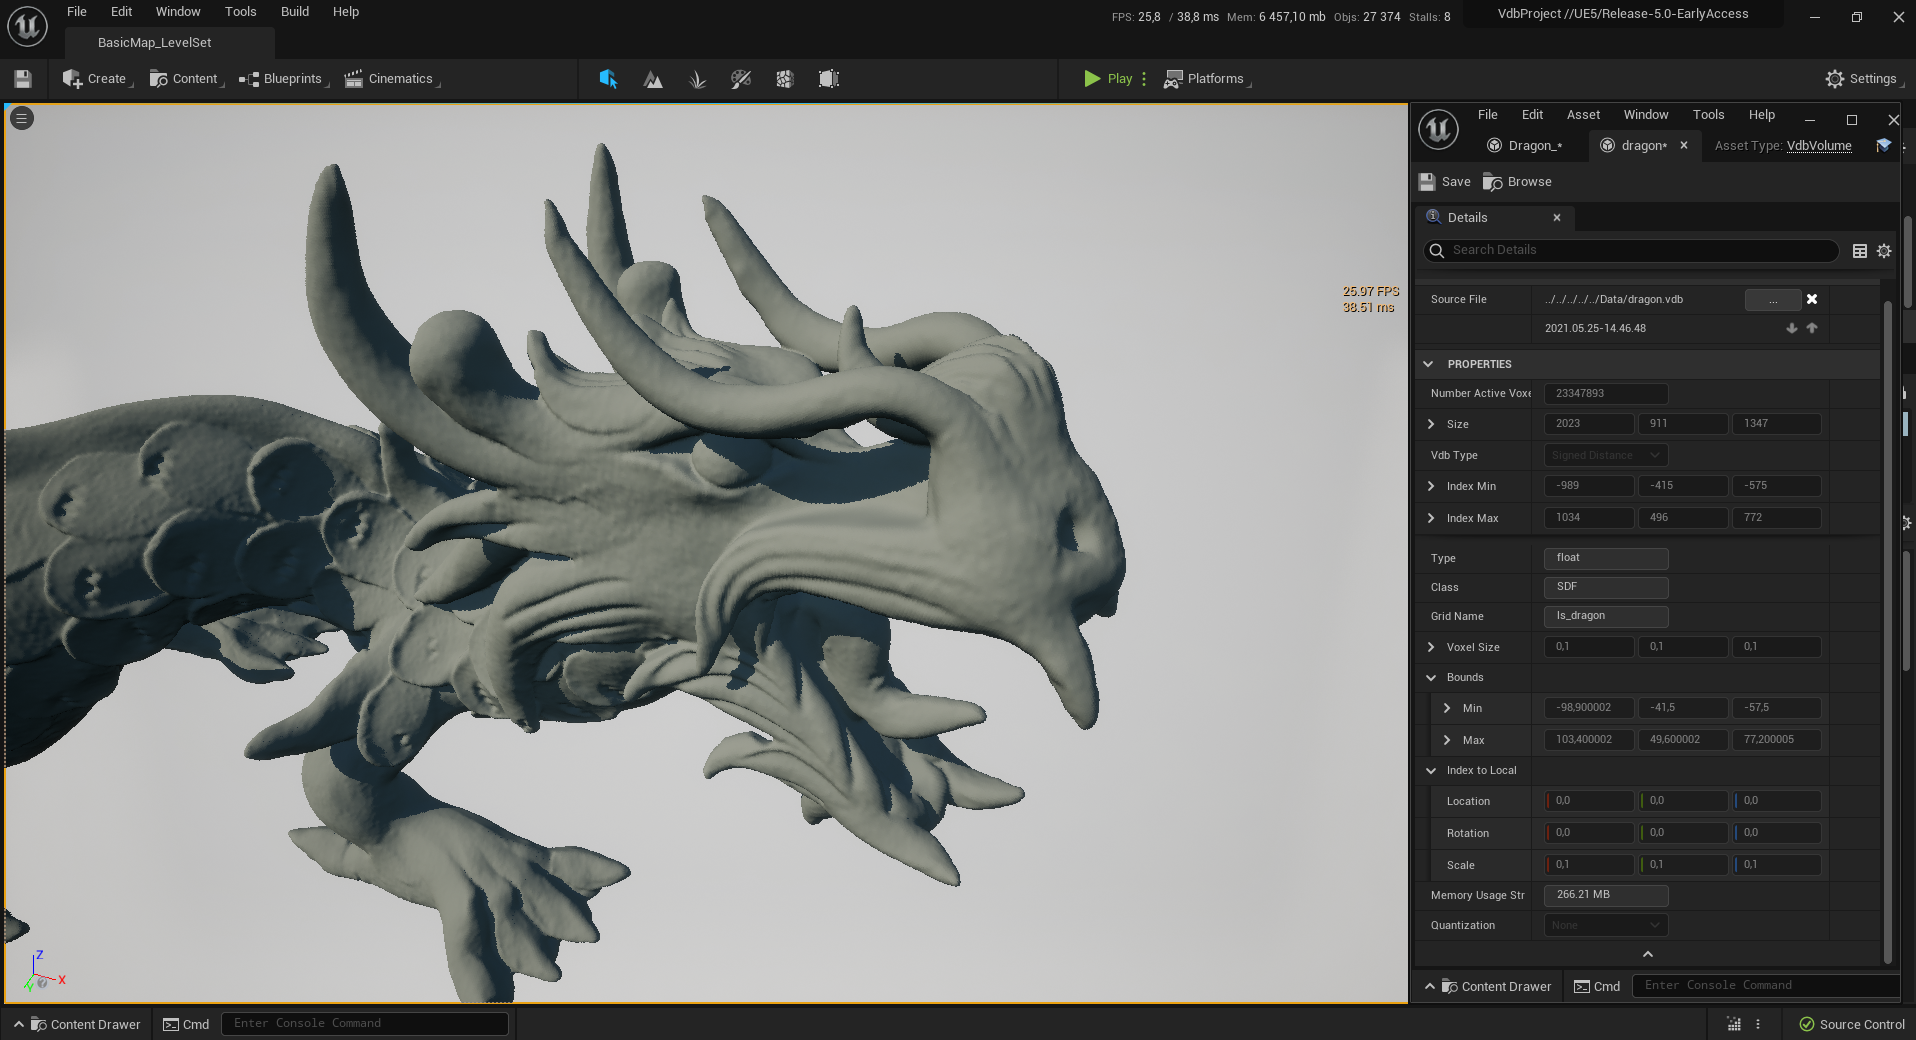 File Edit Window Tools Build Help
FPS: 25,8 / 38,8 ms Mem: 6 457,10 mb Objs: 27 374 Stalls: 8
VdbProject //UE5/Release-5.0-EarlyAccess
BasicMap_LevelSet
Create Content Blueprints Cinematics
Play Platforms
Settings
25.97 FPS
38.51 ms
File Edit Asset Window Tools Help
Dragon_* dragon* Asset Type: VdbVolume
Save Browse
Details
Search Details
Source File ../../../../../Data/dragon.vdb ...
2021.05.25-14.46.48
PROPERTIES
Number Active Voxe 23347893
Size 2023 911 1347
Vdb Type Signed Distance
Index Min -989 -415 -575
Index Max 1034 496 772
Type float
Class SDF
Grid Name ls_dragon
Voxel Size 0,1 0,1 0,1
Bounds
Min -98,900002 -41,5 -57,5
Max 103,400002 49,600002 77,200005
Index to Local
Location 0,0 0,0 0,0
Rotation 0,0 0,0 0,0
Scale 0,1 0,1 0,1
Memory Usage Str 266.21 MB
Quantization None
Content Drawer Cmd Enter Console Command
Z
X
Y
Content Drawer Cmd Enter Console Command
Source Control